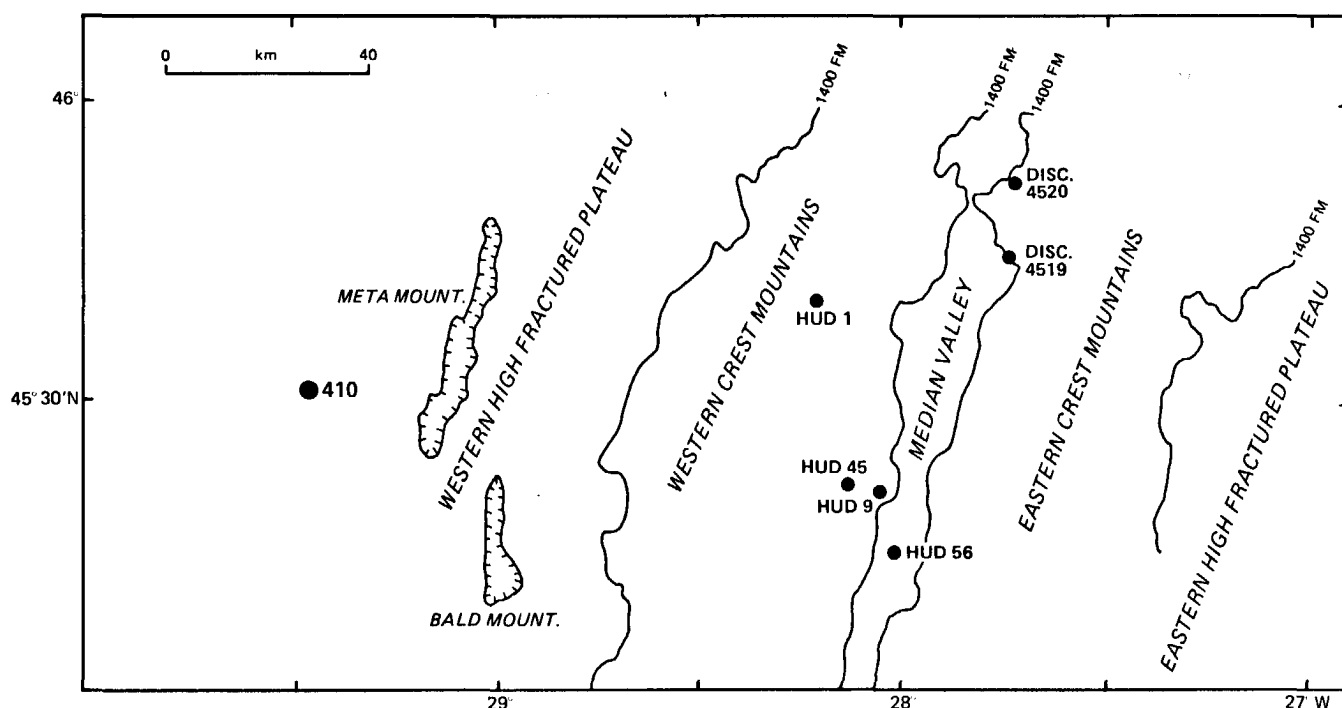 0 km 40
46°
1400 FM
1400 FM
1400 FM
DISC.
4520
DISC.
4519
1400 FM
META MOUNT.
WESTERN HIGH FRACTURED PLATEAU
WESTERN CREST MOUNTAINS
HUD 1
MEDIAN VALLEY
EASTERN CREST MOUNTAINS
EASTERN HIGH FRACTURED PLATEAU
410
45°30'N
HUD 45
HUD 9
HUD 56
BALD MOUNT.
29°
28°
27° W